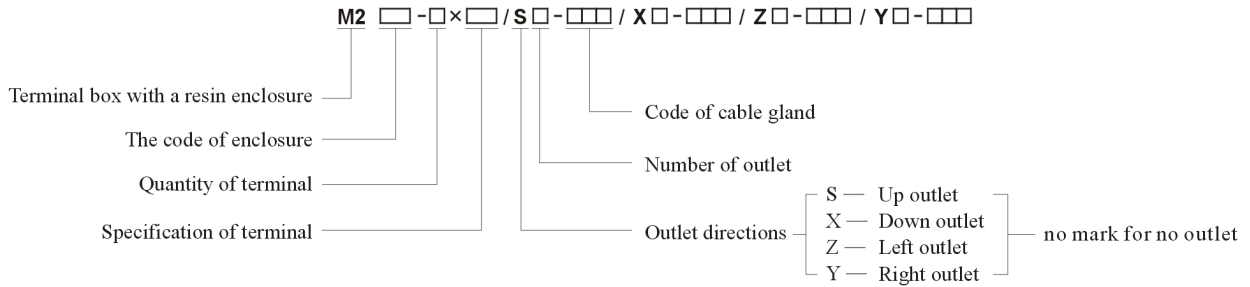 M2 □ - □ × □ / S □ - □□□ / X □ - □□□ / Z □ - □□□ / Y □ - □□□
Terminal box with a resin enclosure
The code of enclosure
Quantity of terminal
Specification of terminal
Code of cable gland
Number of outlet
Outlet directions
S — Up outlet
X — Down outlet
Z — Left outlet
Y — Right outlet
no mark for no outlet